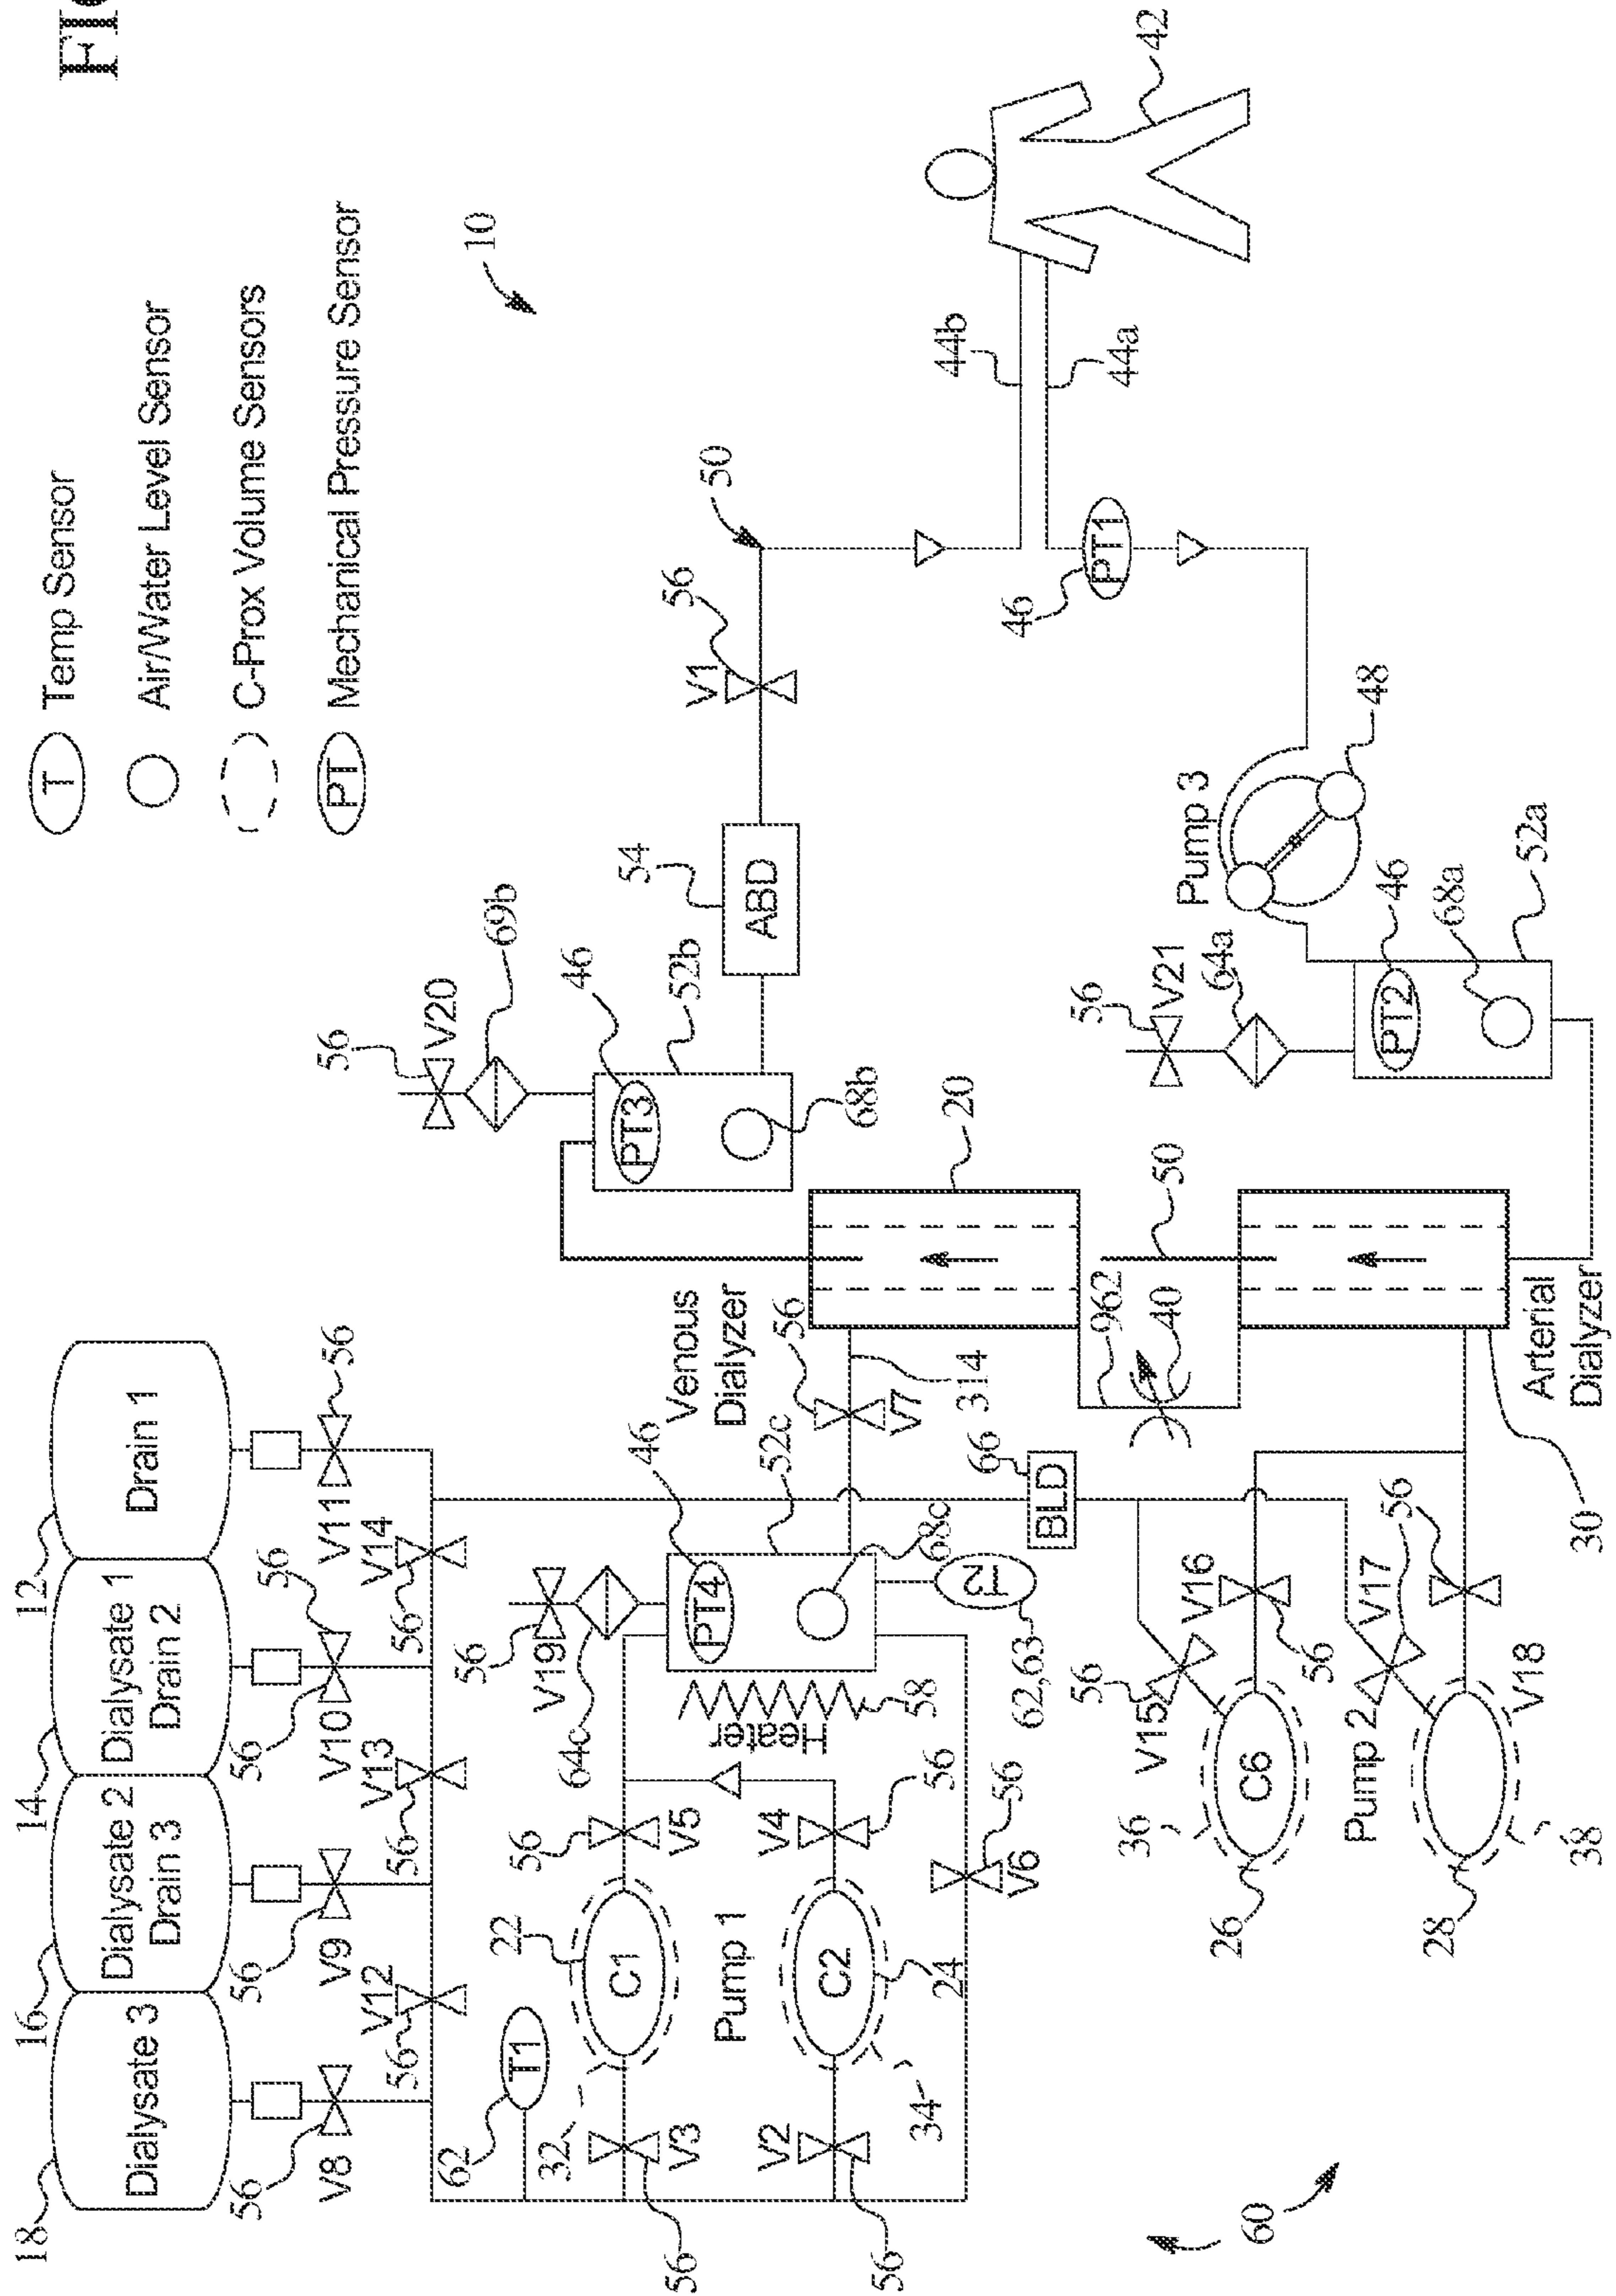 FIG
T Temp Sensor
Air/Water Level Sensor
C-Prox Volume Sensors
PT Mechanical Pressure Sensor
10
18
16
14
12
Dialysate 3
Dialysate 2
Drain 3
Dialysate 1
Drain 2
Drain 1
56
V8
56
V9
56
V10
56
V11
56
56
V12
56
V13
56
V14
62
T1
32
22
C1
V3
56
56
V5
Pump 1
V2
56
C2
34
24
V4
56
V6
56
56
V19
64c
46
PT4
52c
68c
Heater
58
T2
62,63
66
BLD
56
V7
314
Venous
Dialyzer
20
56
V20
69b
46
PT3
52b
68b
54
ABD
V1
56
50
44b
44a
42
46
PT1
Pump 3
48
56
V21
64a
46
PT2
68a
52a
50
962
40
Arterial
Dialyzer
30
56
V15
V16
56
36
C6
26
Pump 2
V17
56
V18
28
38
60